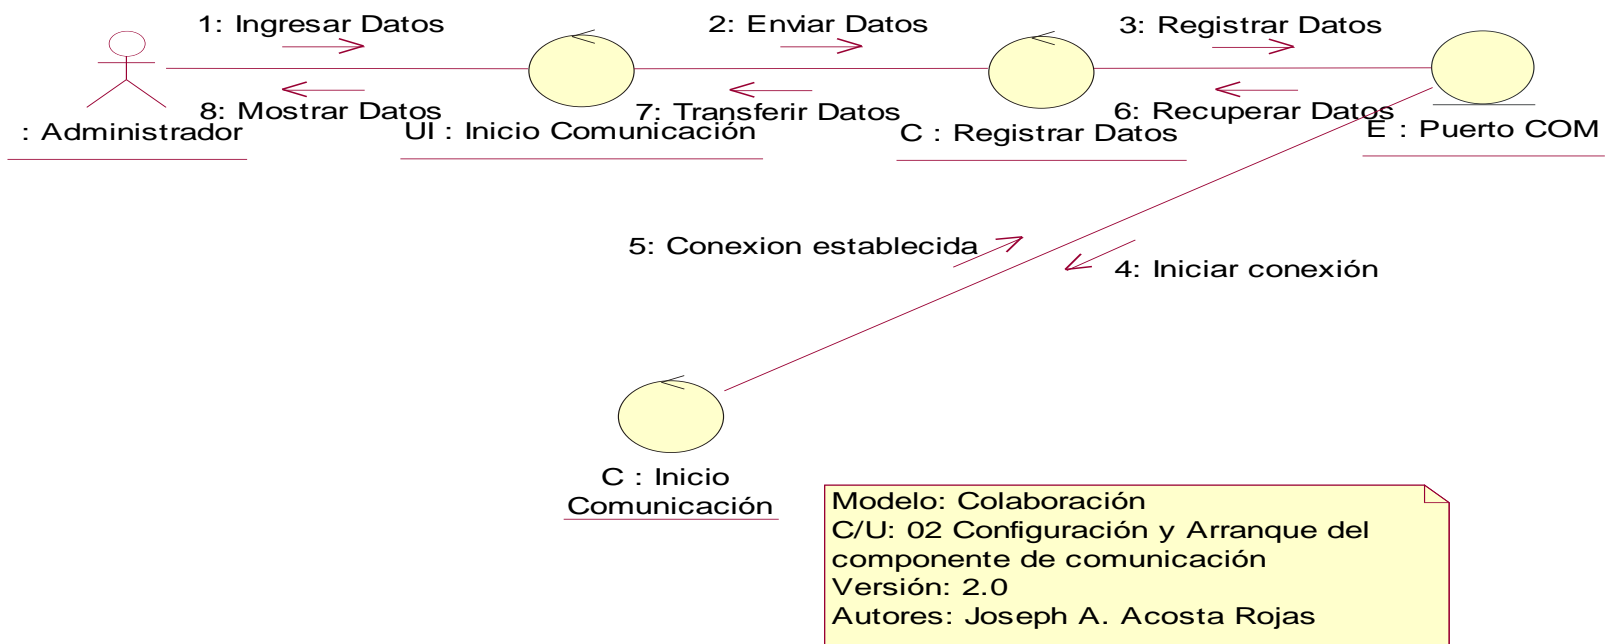 1: Ingresar Datos
2: Enviar Datos
3: Registrar Datos
8: Mostrar Datos
7: Transferir Datos
6: Recuperar Datos
: Administrador
UI : Inicio Comunicación
C : Registrar Datos
E : Puerto COM
5: Conexion establecida
4: Iniciar conexión
C : Inicio
Comunicación
Modelo: Colaboración
C/U: 02 Configuración y Arranque del
componente de comunicación
Versión: 2.0
Autores: Joseph A. Acosta Rojas